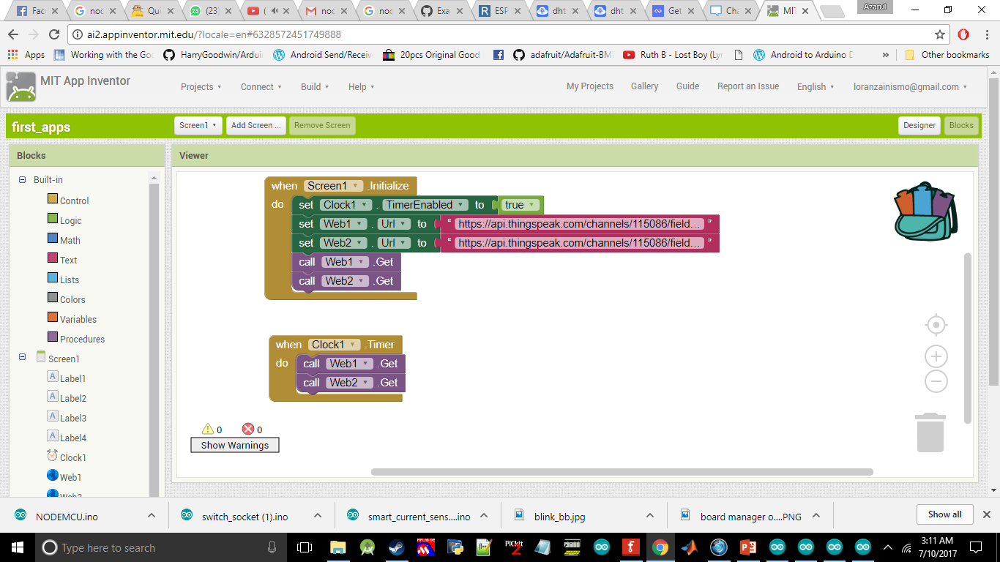 Azarul
Fac
noc
Qui
(23)
(
noc
noc
Exa
ESP
dht
dht
Get
Cha
MIT
ai2.appinventor.mit.edu/?locale=en#6328572451749888
Apps
Working with the Go
HarryGoodwin/Ardui
Android Send/Receiv
20pcs Original Good
adafruit/Adafruit-BM
Ruth B - Lost Boy (Lyr
Android to Arduino D
»
Other bookmarks
MIT App Inventor
Projects
Connect
Build
Help
My Projects
Gallery
Guide
Report an Issue
English
loranzainismo@gmail.com
first_apps
Screen1
Add Screen ...
Remove Screen
Designer
Blocks
Blocks
Built-in
Control
Logic
Math
Text
Lists
Colors
Variables
Procedures
Screen1
Label1
Label2
Label3
Label4
Clock1
Web1
Web2
Viewer
when Screen1 .Initialize
do set Clock1 . TimerEnabled to true
set Web1 . Url to “ https://api.thingspeak.com/channels/115086/field... ”
set Web2 . Url to “ https://api.thingspeak.com/channels/115086/field... ”
call Web1 .Get
call Web2 .Get
when Clock1 .Timer
do call Web1 .Get
call Web2 .Get
0 0
Show Warnings
NODEMCU.ino
switch_socket (1).ino
smart_current_sens....ino
blink_bb.jpg
board manager o....PNG
Show all
Type here to search
PICkit
2
3:11 AM
7/10/2017